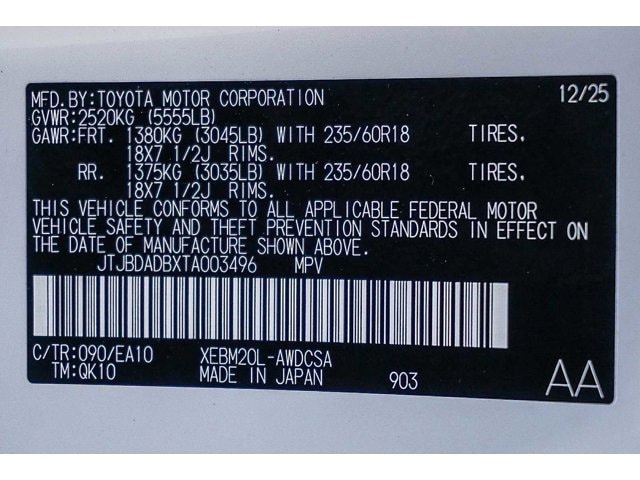 MFD.BY:TOYOTA MOTOR CORPORATION 12/25
GVWR:2520KG (5555LB)
GAWR:FRT. 1380KG (3045LB) WITH 235/60R18 TIRES,
18X7 1/2J RIMS.
RR. 1375KG (3035LB) WITH 235/60R18 TIRES,
18X7 1/2J RIMS.
THIS VEHICLE CONFORMS TO ALL APPLICABLE FEDERAL MOTOR
VEHICLE SAFETY AND THEFT PREVENTION STANDARDS IN EFFECT ON
THE DATE OF MANUFACTURE SHOWN ABOVE.
JTJBDADBXTA003496 MPV
C/TR:090/EA10 XEBM20L-AWDCSA
TM:QK10 MADE IN JAPAN 903 AA